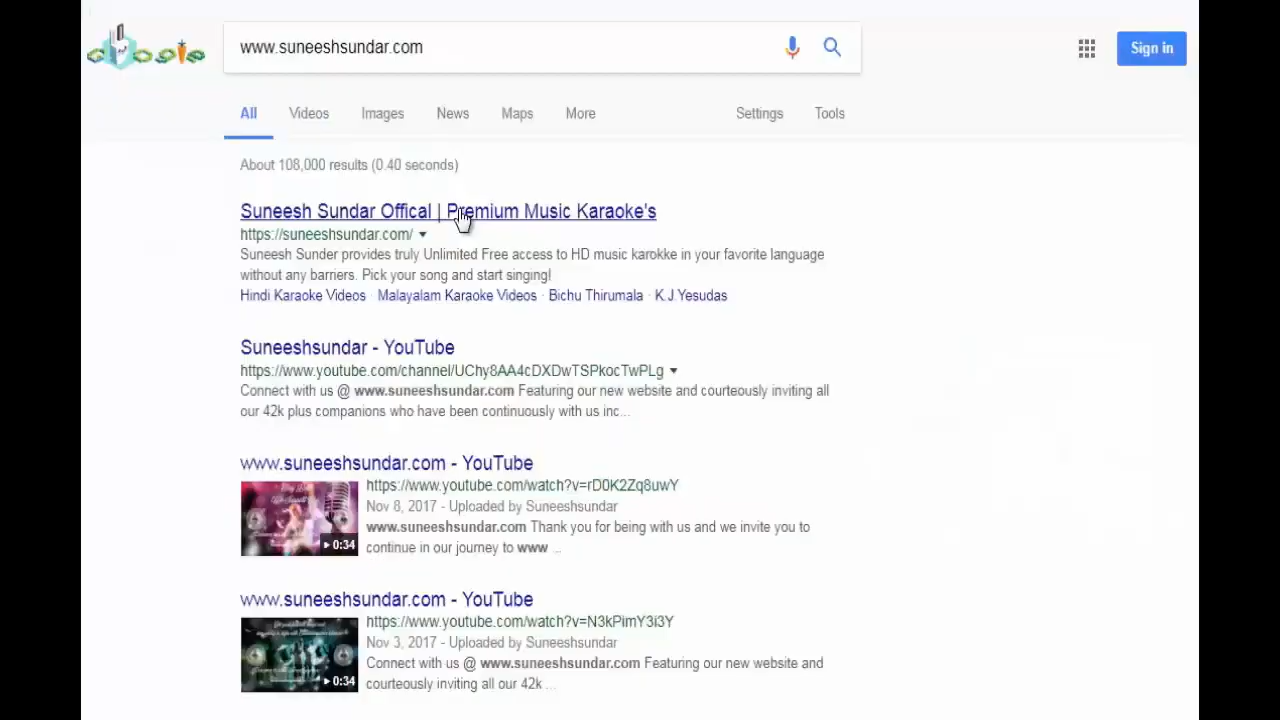 www.suneeshsundar.com
Sign in
All Videos Images News Maps More Settings Tools
About 108,000 results (0.40 seconds)
Suneesh Sundar Offical | Premium Music Karaoke's
https://suneeshsundar.com/
Suneesh Sunder provides truly Unlimited Free access to HD music karokke in your favorite language
without any barriers. Pick your song and start singing!
Hindi Karaoke Videos · Malayalam Karaoke Videos · Bichu Thirumala · K.J Yesudas
Suneeshsundar - YouTube
https://www.youtube.com/channel/UChy8AA4cDXDwTSPkocTwPLg
Connect with us @ www.suneeshsundar.com Featuring our new website and courteously inviting all
our 42k plus companions who have been continuously with us inc...
www.suneeshsundar.com - YouTube
https://www.youtube.com/watch?v=rD0K2Zq8uwY
Nov 8, 2017 - Uploaded by Suneeshsundar
www.suneeshsundar.com Thank you for being with us and we invite you to
0:34
continue in our journey to www ...
www.suneeshsundar.com - YouTube
https://www.youtube.com/watch?v=N3kPimY3i3Y
Nov 3, 2017 - Uploaded by Suneeshsundar
Connect with us @ www.suneeshsundar.com Featuring our new website and
0:34
courteously inviting all our 42k ...